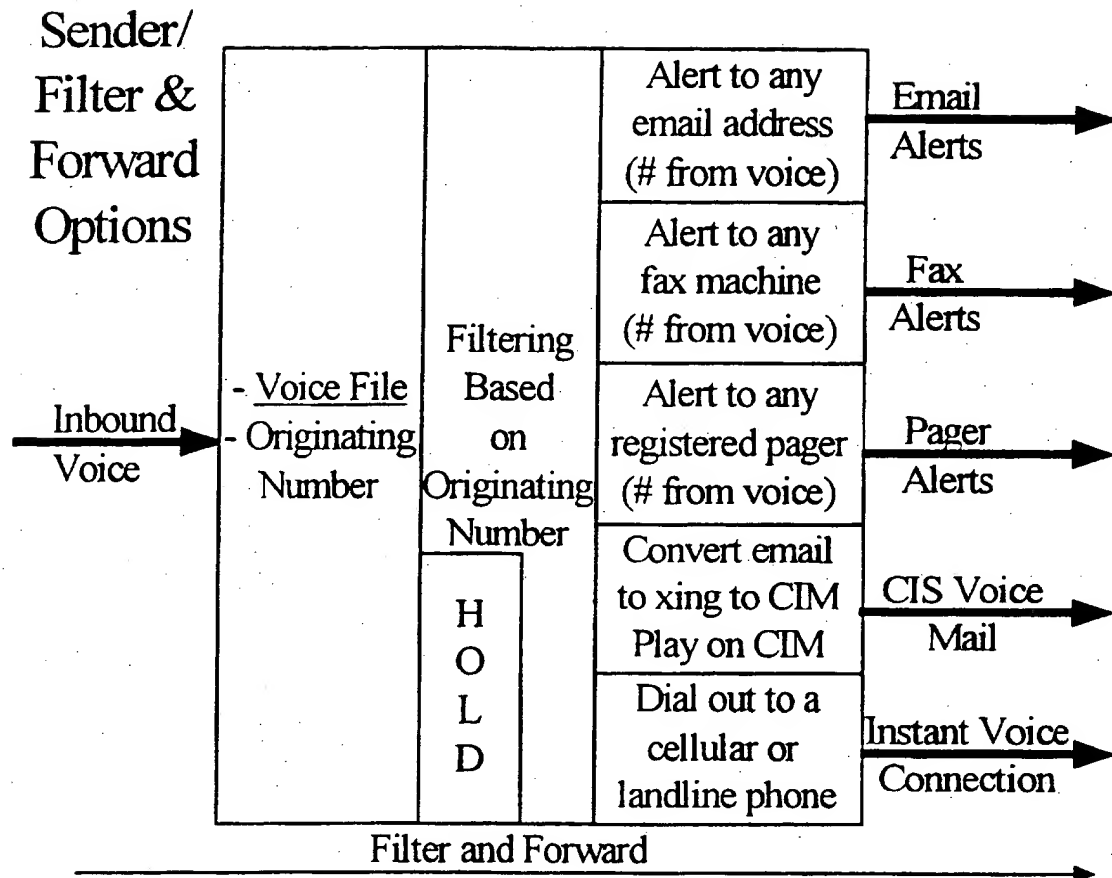 Sender/
Filter &
Forward
Options
Inbound
Voice
- Voice File
- Originating
Number
Filtering
Based
on
Originating
Number
H
O
L
D
Alert to any
email address
(# from voice)
Alert to any
fax machine
(# from voice)
Alert to any
registered pager
(# from voice)
Convert email
to xing to CIM
Play on CIM
Dial out to a
cellular or
landline phone
Email
Alerts
Fax
Alerts
Pager
Alerts
CIS Voice
Mail
Instant Voice
Connection
Filter and Forward